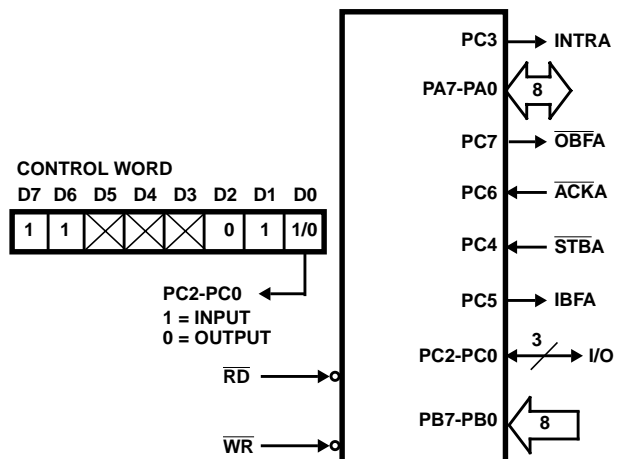 PC3 INTRA
PA7-PA0 8
PC7 OBFA
CONTROL WORD
D7 D6 D5 D4 D3 D2 D1 D0
PC6 ACKA
1 1 0 1 1/0
PC4 STBA
PC2-PC0
PC5 IBFA
1 = INPUT
0 = OUTPUT
PC2-PC0 3 I/O
RD
PB7-PB0 8
WR